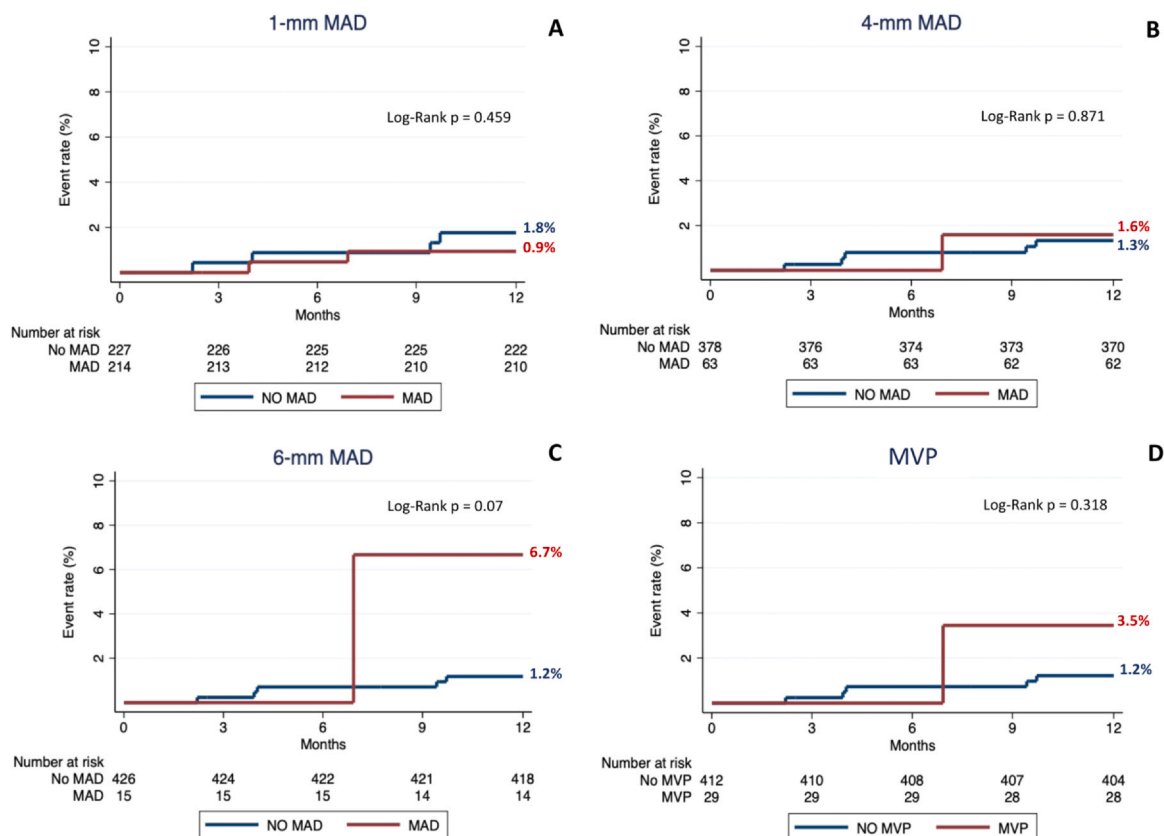 1-mm MAD
A
Event rate (%)
10
8
6
4
2
Log-Rank p = 0.459
1.8%
0.9%
0 3 6 9 12
Months
Number at risk
No MAD 227 226 225 225 222
MAD 214 213 212 210 210
NO MAD MAD
4-mm MAD
B
Event rate (%)
10
8
6
4
2
Log-Rank p = 0.871
1.6%
1.3%
0 3 6 9 12
Months
Number at risk
No MAD 378 376 374 373 370
MAD 63 63 63 62 62
NO MAD MAD
6-mm MAD
C
Event rate (%)
10
8
6
4
2
Log-Rank p = 0.07
6.7%
1.2%
0 3 6 9 12
Months
Number at risk
No MAD 426 424 422 421 418
MAD 15 15 15 14 14
NO MAD MAD
MVP
D
Event rate (%)
10
8
6
4
2
Log-Rank p = 0.318
3.5%
1.2%
0 3 6 9 12
Months
Number at risk
No MVP 412 410 408 407 404
MVP 29 29 29 28 28
NO MVP MVP